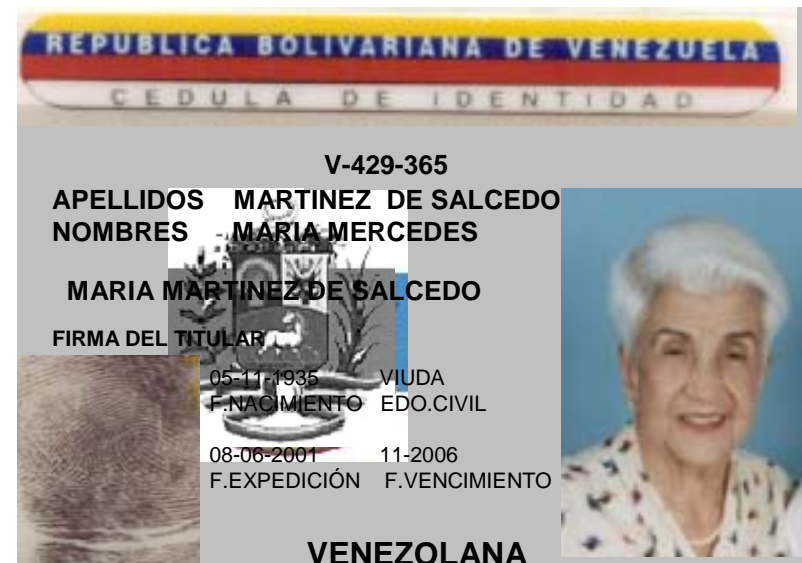 REPUBLICA BOLIVARIANA DE VENEZUELA
CEDULA DE IDENTIDAD
V-429-365
APELLIDOS MARTINEZ DE SALCEDO
NOMBRES MARIA MERCEDES
MARIA MARTINEZ DE SALCEDO
FIRMA DEL TITULAR
05-11-1935 VIUDA
F.NACIMIENTO EDO.CIVIL
08-06-2001 11-2006
F.EXPEDICIÓN F.VENCIMIENTO
VENEZOLANA